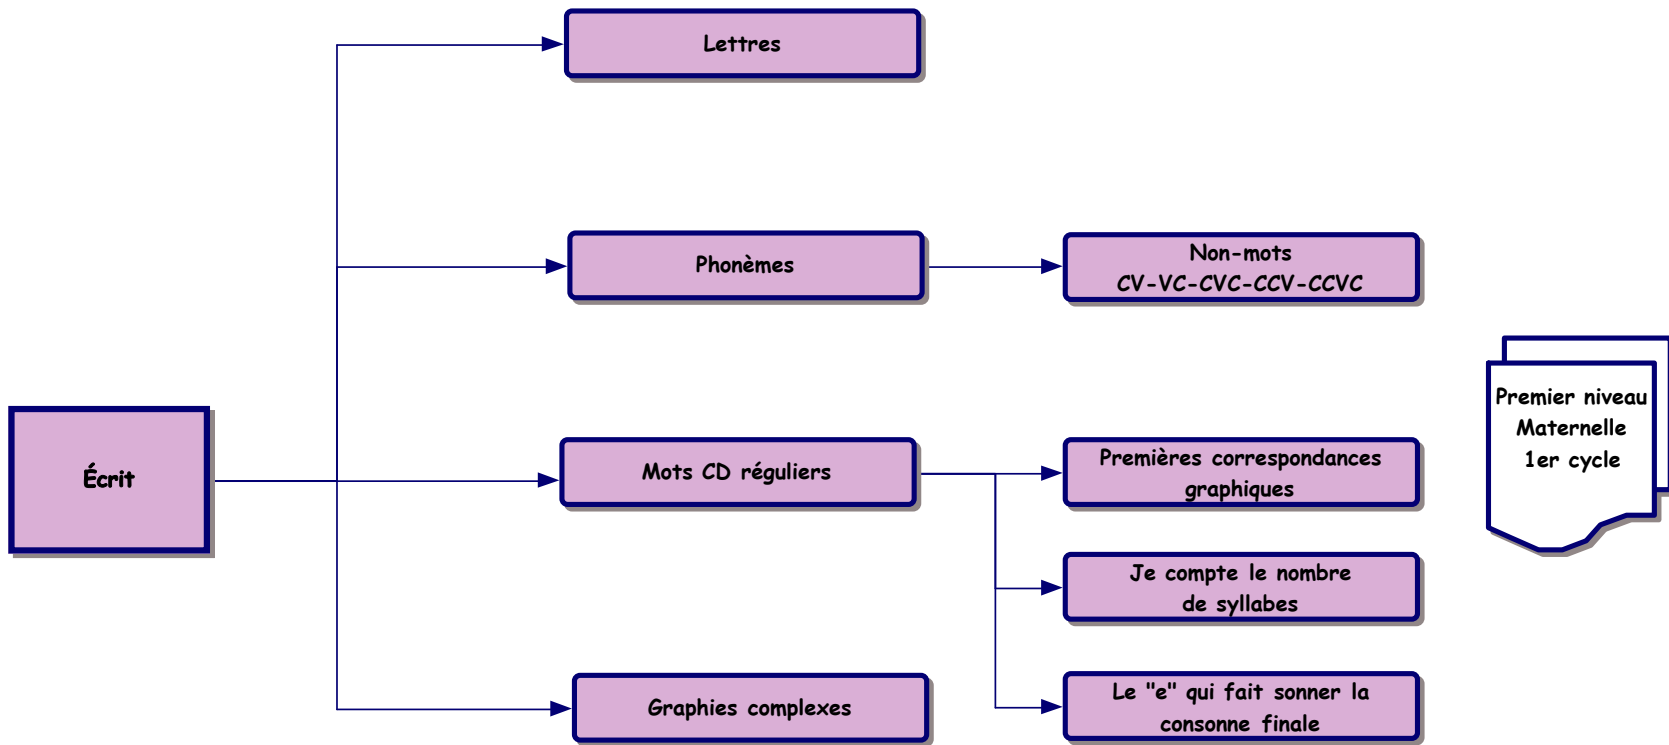 Lettres
Phonèmes
Non-mots
CV-VC-CVC-CCV-CCVC
Premier niveau
Maternelle
1er cycle
Écrit
Mots CD réguliers
Premières correspondances
graphiques
Je compte le nombre
de syllabes
Graphies complexes
Le "e" qui fait sonner la
consonne finale